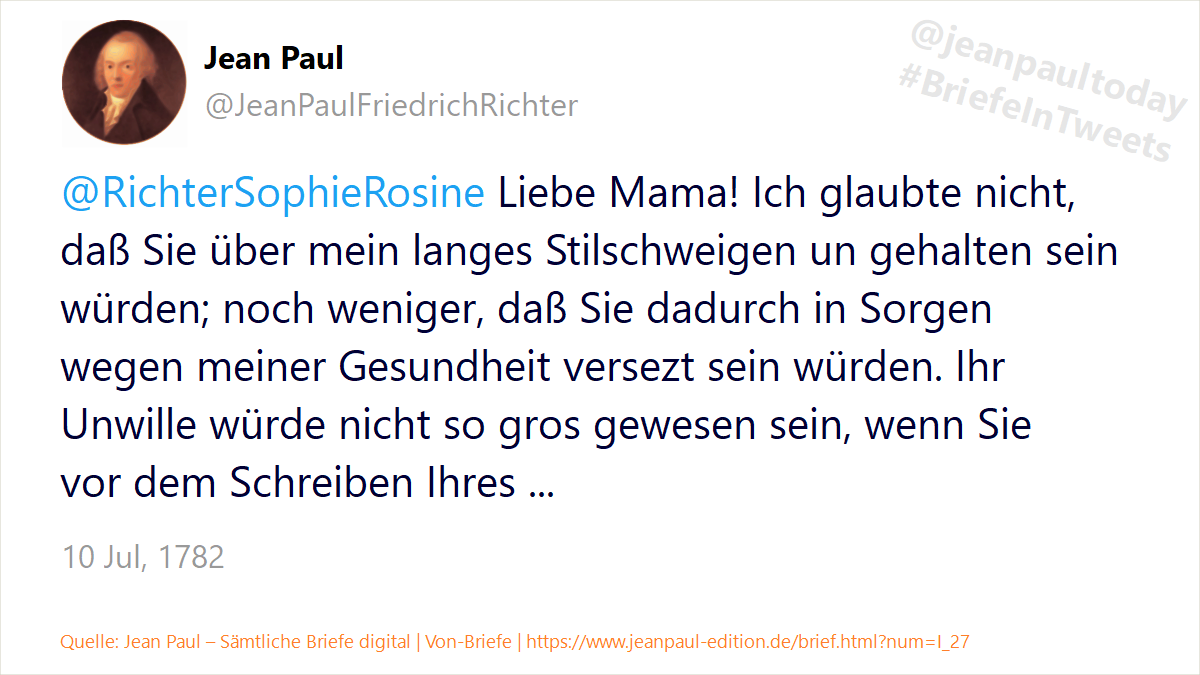 Jean Paul
@JeanPaulFriedrichRichter
@jeanpaultoday
#BriefeInTweets
@RichterSophieRosine Liebe Mama! Ich glaubte nicht,
daß Sie über mein langes Stilschweigen un gehalten sein
würden; noch weniger, daß Sie dadurch in Sorgen
wegen meiner Gesundheit versezt sein würden. Ihr
Unwille würde nicht so gros gewesen sein, wenn Sie
vor dem Schreiben Ihres ...
10 Jul, 1782
Quelle: Jean Paul – Sämtliche Briefe digital | Von-Briefe | https://www.jeanpaul-edition.de/brief.html?num=I_27